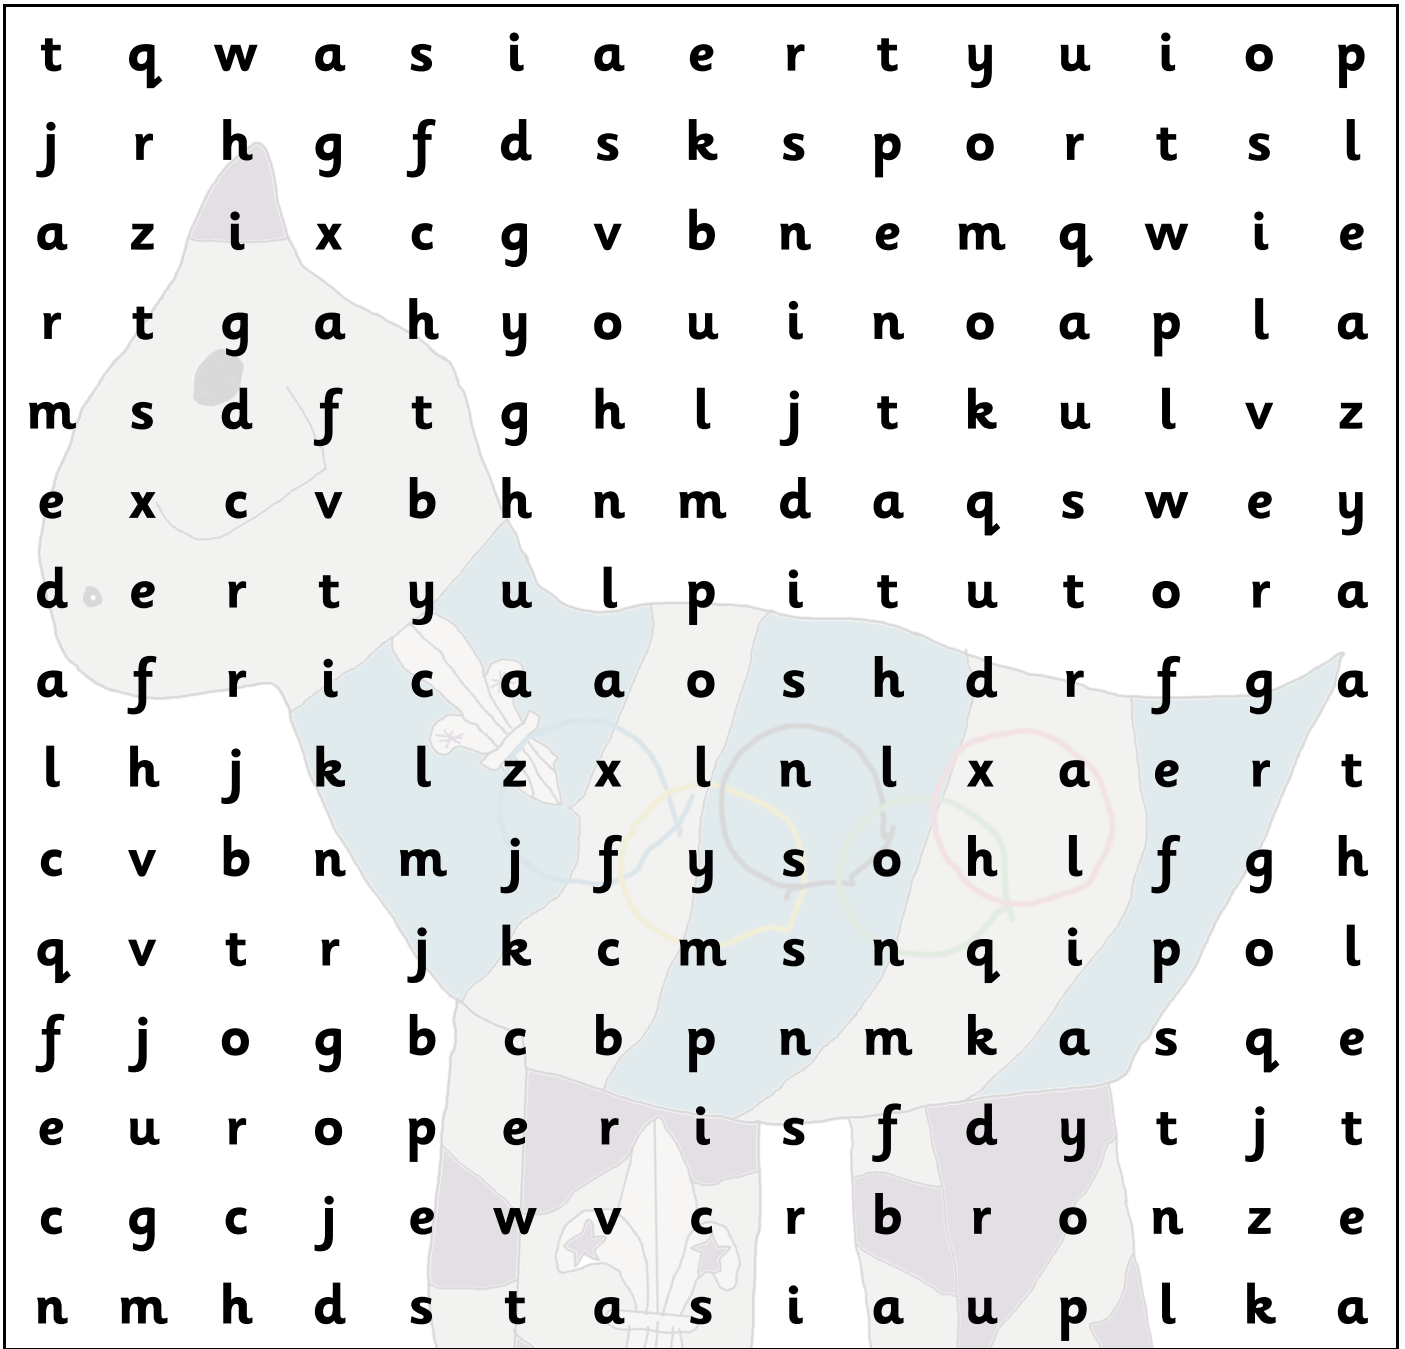 t q w a s i a e r t y u i o p
j r h g f d s k s p o r t s l
a z i x c g v b n e m q w i e
r t g a h y o u i n o a p l a
m s d f t g h l j t k u l v z
e x c v b h n m d a q s w e y
d e r t y u l p i t u t o r a
a f r i c a a o s h d r f g a
l h j k l z x l n l x a e r t
c v b n m j f y s o h l f g h
q v t r j k c m s n q i p o l
f j o g b c b p n m k a s q e
e u r o p e r i s f d y t j t
c g c j e w v c r b r o n z e
n m h d s t a s i a u p l k a